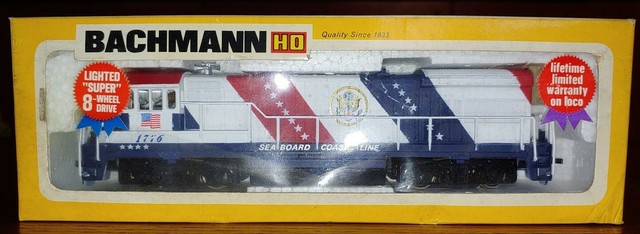 BACHMANN HO
Quality Since 1833
LIGHTED
"SUPER"
8-WHEEL
DRIVE
lifetime
limited
warranty
on loco
1776
SEABOARD COAST LINE